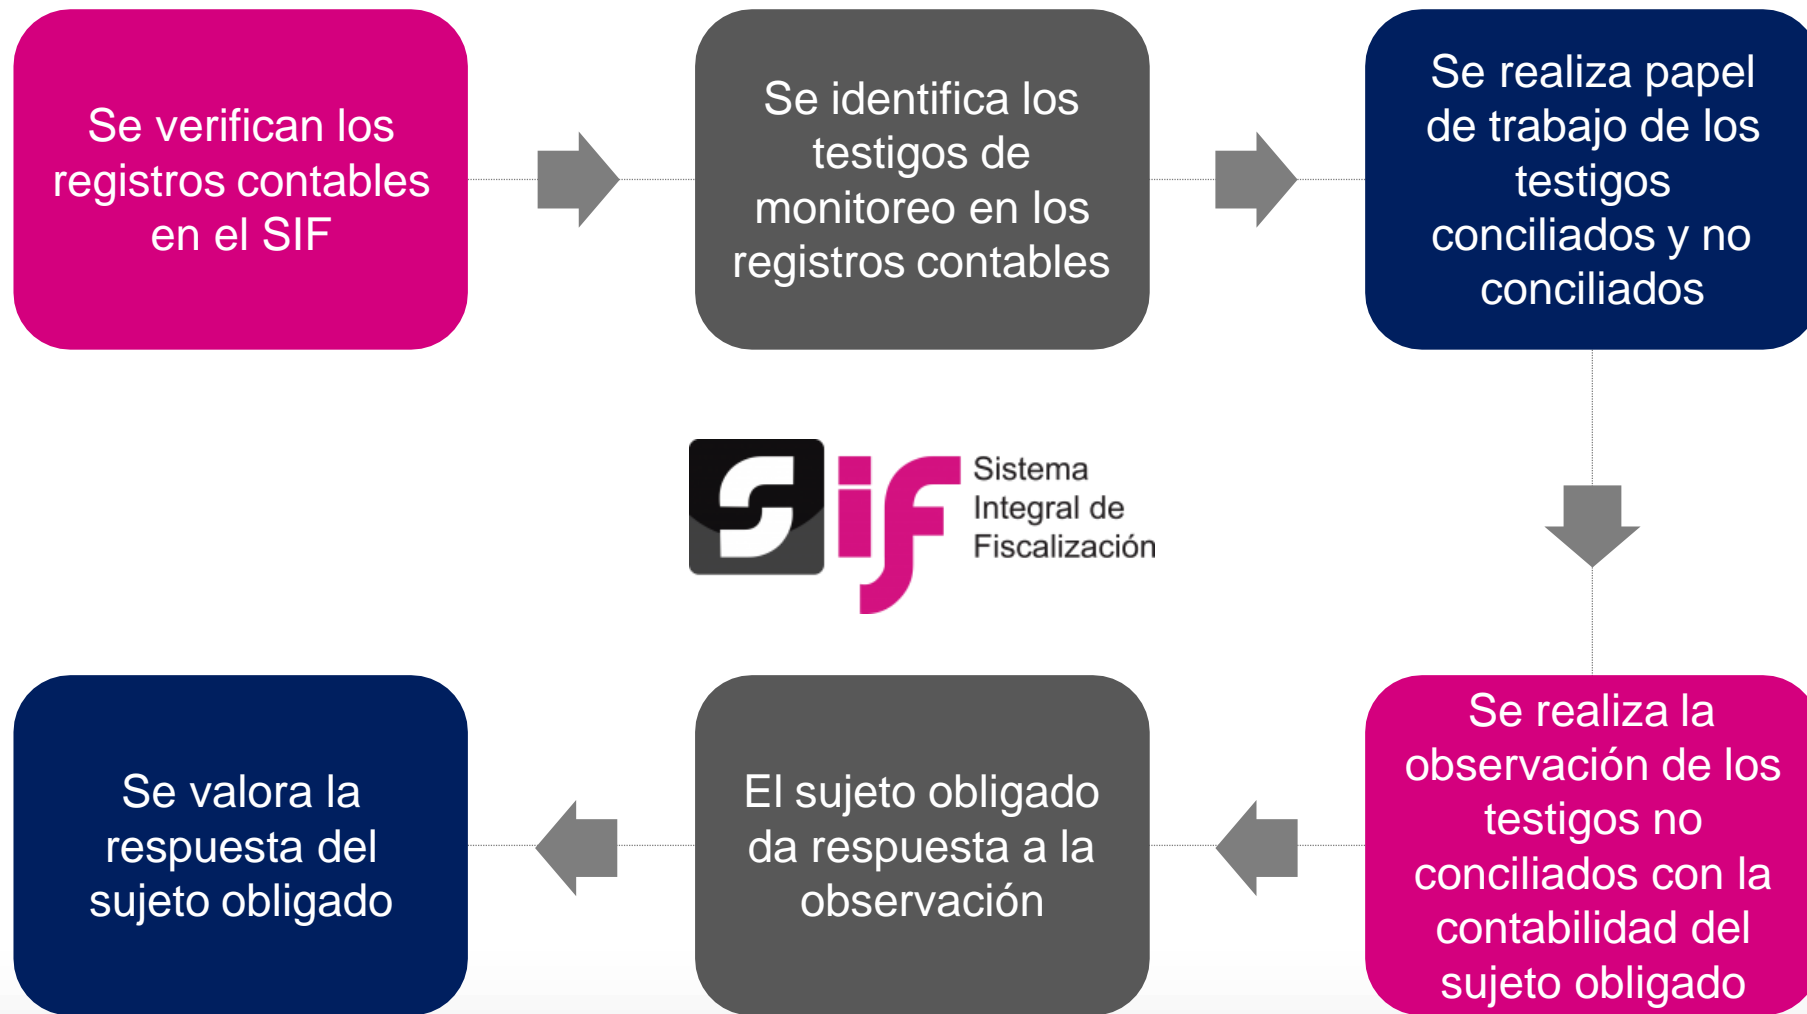 Se verifican los
registros contables
en el SIF
Se identifica los
testigos de
monitoreo en los
registros contables
Se realiza papel
de trabajo de los
testigos
conciliados y no
conciliados
Sif
Sistema
Integral de
Fiscalización
Se realiza la
observación de los
testigos no
conciliados con la
contabilidad del
sujeto obligado
El sujeto obligado
da respuesta a la
observación
Se valora la
respuesta del
sujeto obligado